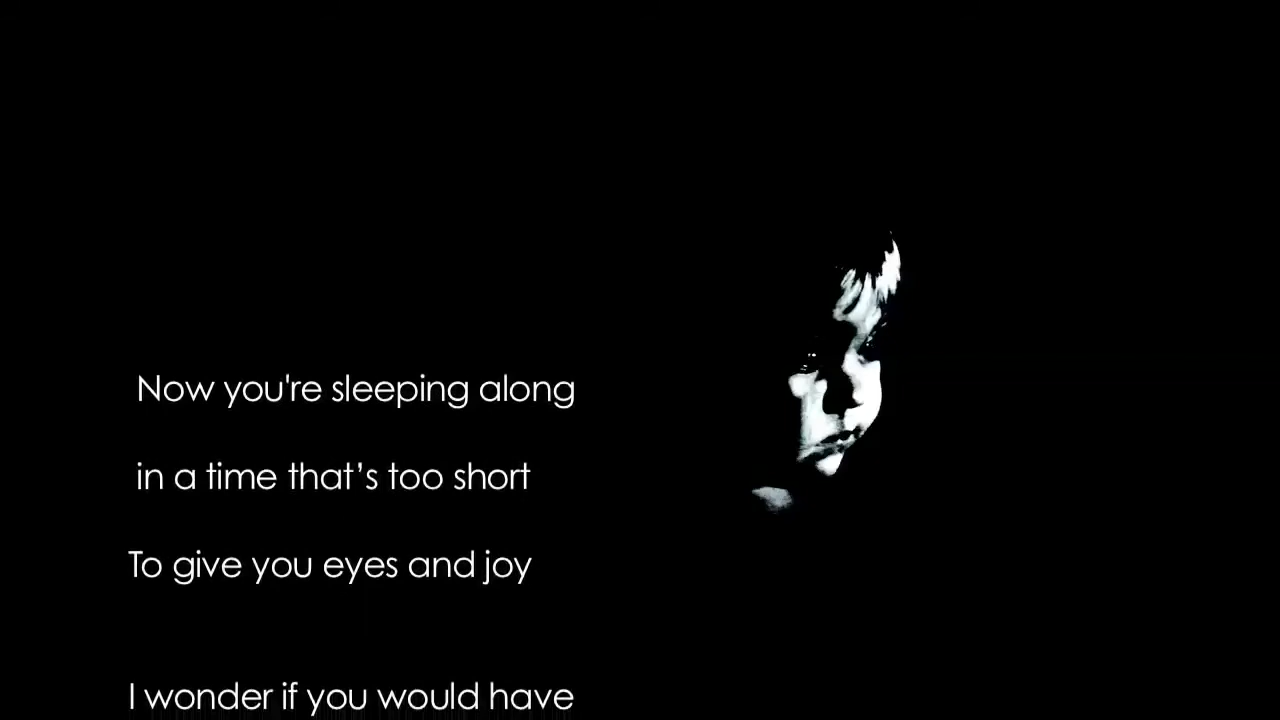 Now you're sleeping along
in a time that’s too short
To give you eyes and joy
I wonder if you would have